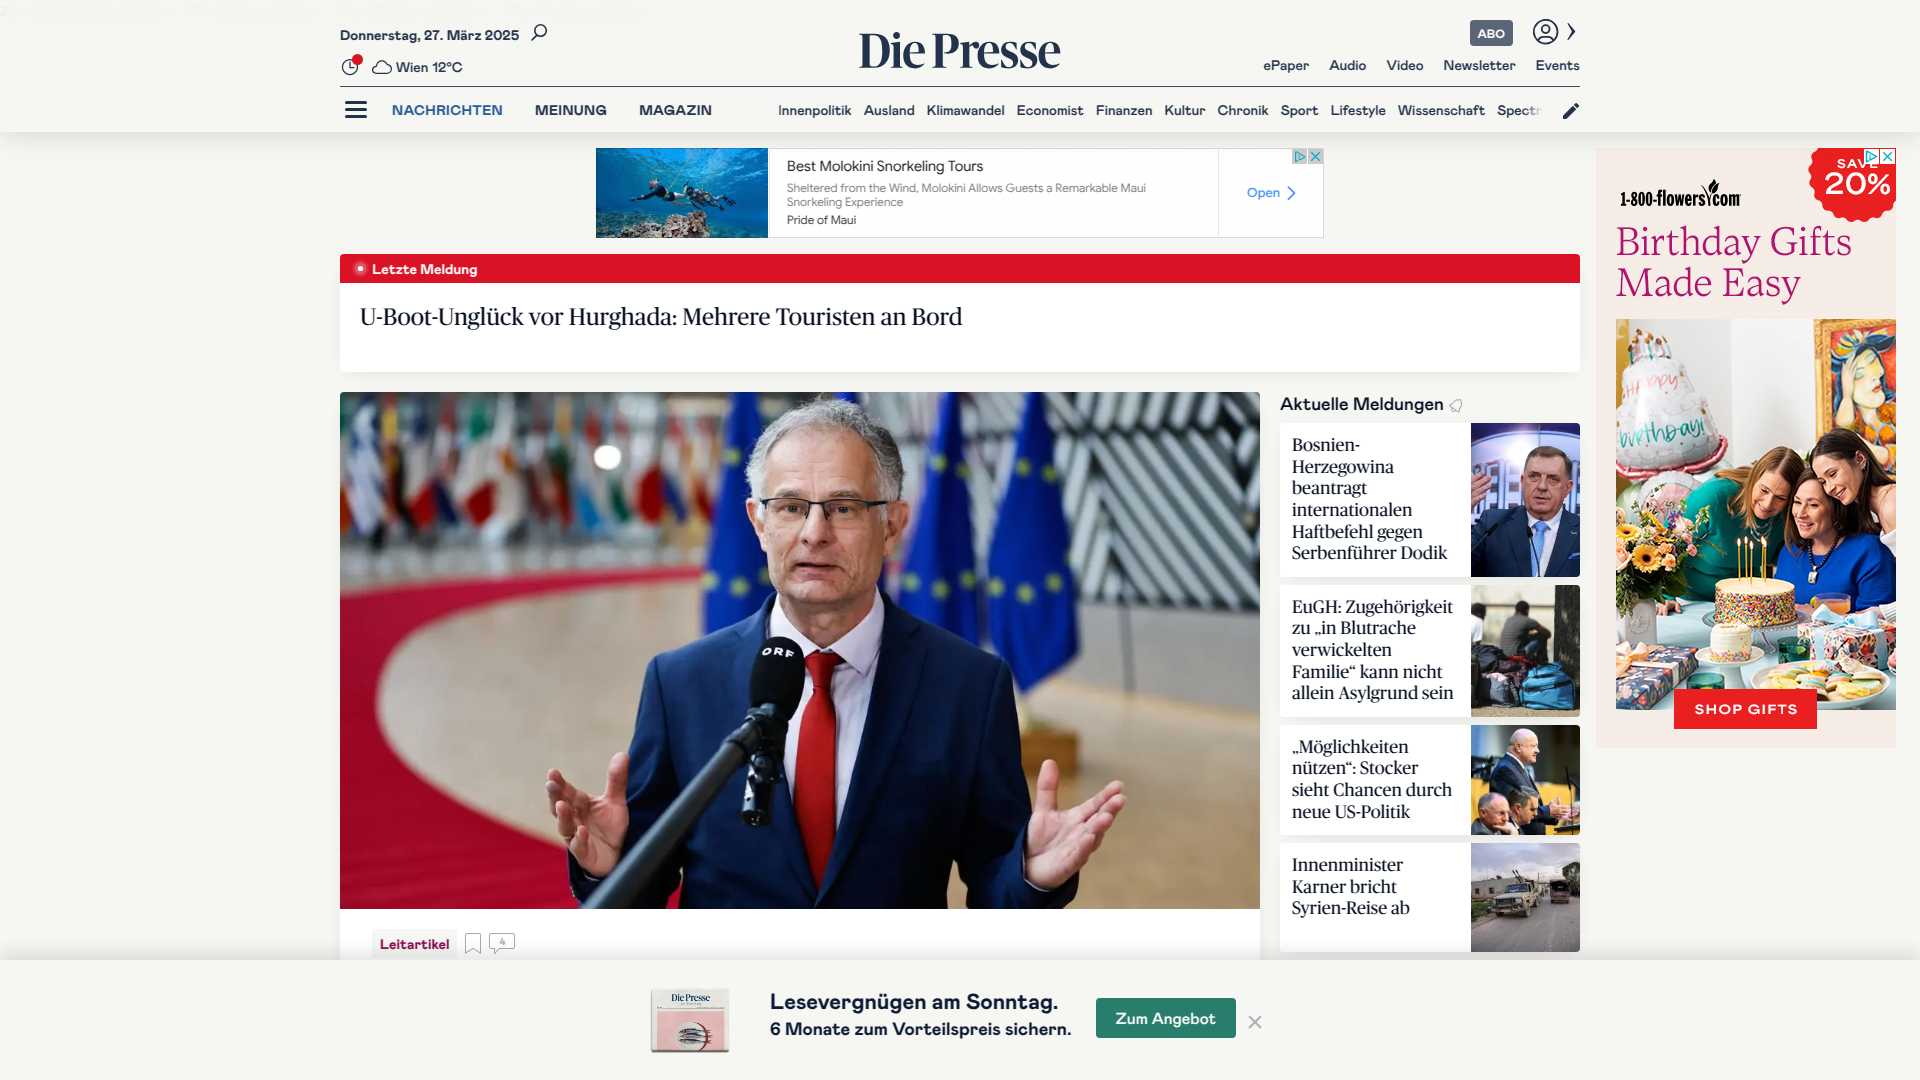 Donnerstag, 27. März 2025
Wien 12°C
Die Presse
ABO
ePaper Audio Video Newsletter Events
NACHRICHTEN MEINUNG MAGAZIN
Innenpolitik Ausland Klimawandel Economist Finanzen Kultur Chronik Sport Lifestyle Wissenschaft Spectr
Best Molokini Snorkeling Tours
Sheltered from the Wind, Molokini Allows Guests a Remarkable Maui
Snorkeling Experience
Pride of Maui
Open
SAVE
20%
1-800-flowers.com
Birthday Gifts
Made Easy
HAPPY
birthday!
SHOP GIFTS
Letzte Meldung
U-Boot-Unglück vor Hurghada: Mehrere Touristen an Bord
ORF
Leitartikel
4
Aktuelle Meldungen
Bosnien-
Herzegowina
beantragt
internationalen
Haftbefehl gegen
Serbenführer Dodik
EuGH: Zugehörigkeit
zu „in Blutrache
verwickelten
Familie“ kann nicht
allein Asylgrund sein
„Möglichkeiten
nützen“: Stocker
sieht Chancen durch
neue US-Politik
Innenminister
Karner bricht
Syrien-Reise ab
Die Presse
Lesevergnügen am Sonntag.
6 Monate zum Vorteilspreis sichern.
Zum Angebot